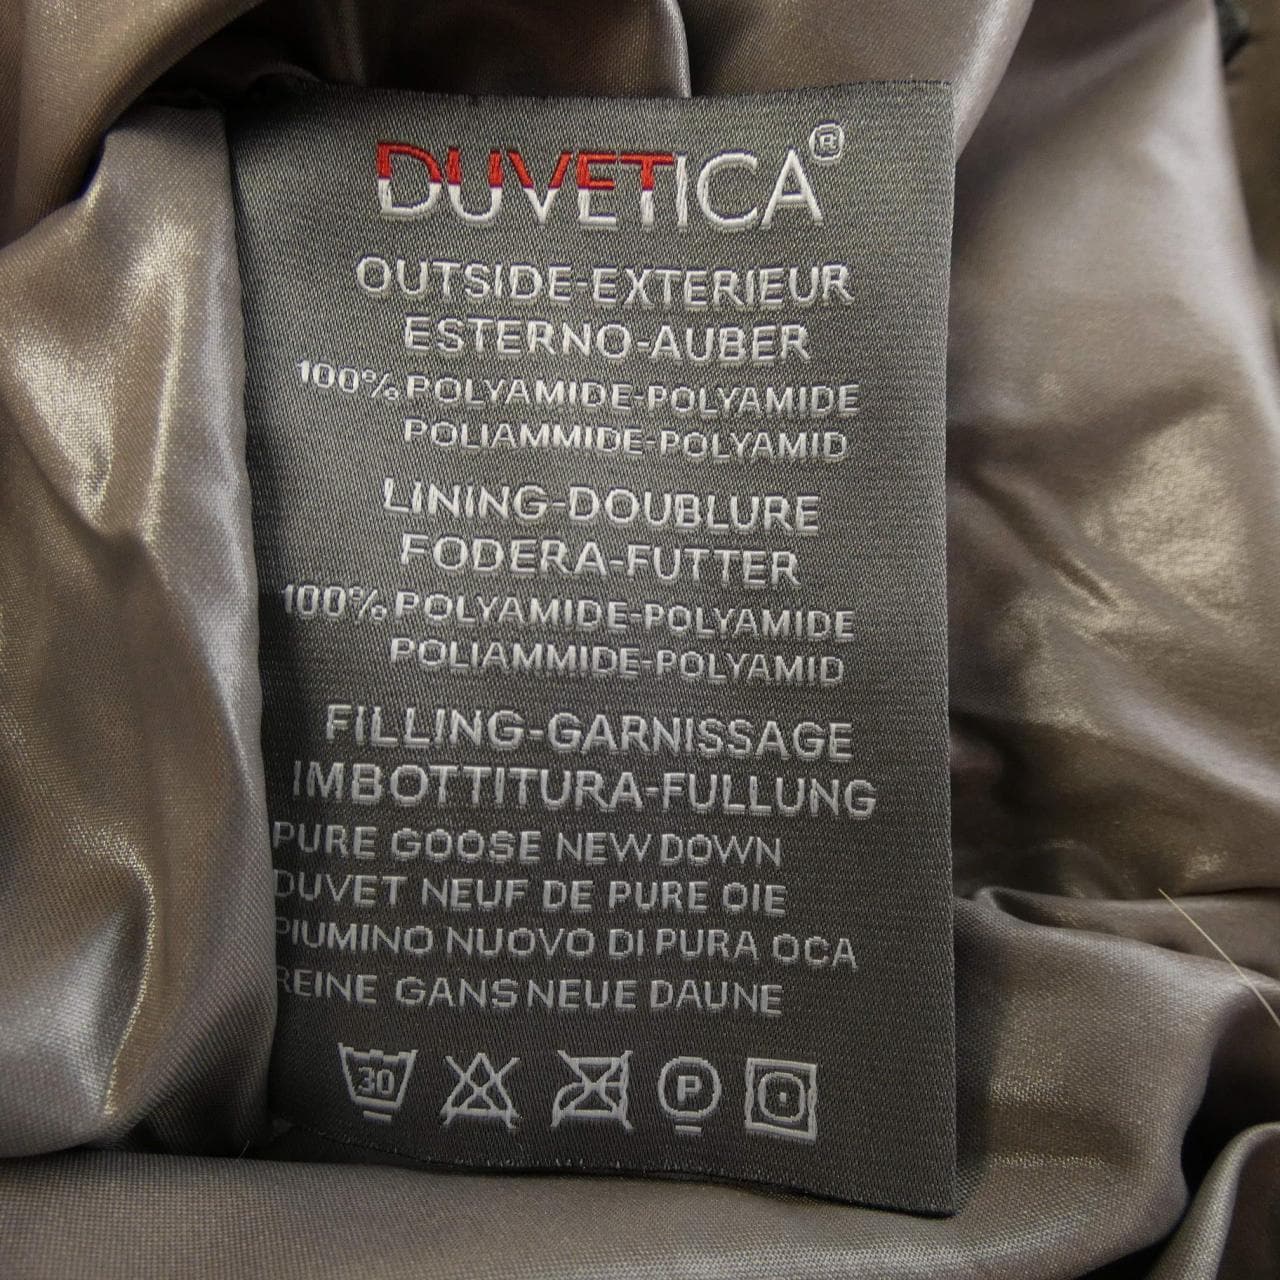 DUVETICA®
OUTSIDE-EXTERIEUR
ESTERNO-AUBER
100% POLYAMIDE-POLYAMIDE
POLIAMMIDE-POLYAMID
LINING-DOUBLURE
FODERA-FUTTER
100% POLYAMIDE-POLYAMIDE
POLIAMMIDE-POLYAMID
FILLING-GARNISSAGE
IMBOTTITURA-FULLUNG
PURE GOOSE NEW DOWN
DUVET NEUF DE PURE OIE
PIUMINO NUOVO DI PURA OCA
REINE GANS NEUE DAUNE
30 P